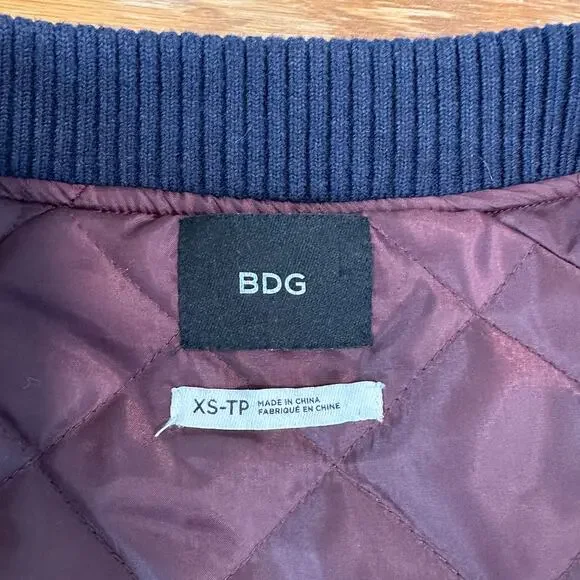 BDG
XS-TP
MADE IN CHINA
FABRIQUÉ EN CHINE